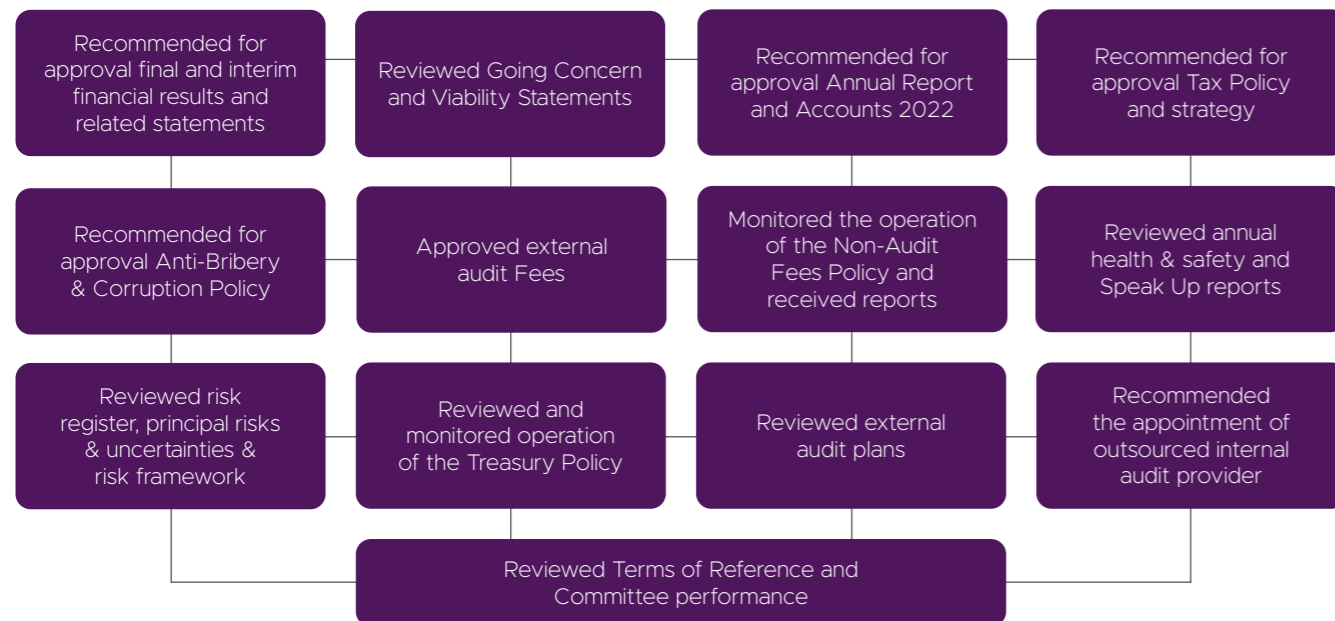 Recommended for
approval final and interim
financial results and
related statements
Reviewed Going Concern
and Viability Statements
Recommended for
approval Annual Report
and Accounts 2022
Recommended for
approval Tax Policy
and strategy
Recommended for
approval Anti-Bribery
& Corruption Policy
Approved external
audit Fees
Monitored the operation
of the Non-Audit
Fees Policy and
received reports
Reviewed annual
health & safety and
Speak Up reports
Reviewed risk
register, principal risks
& uncertainties &
risk framework
Reviewed and
monitored operation
of the Treasury Policy
Reviewed external
audit plans
Recommended
the appointment of
outsourced internal
audit provider
Reviewed Terms of Reference and
Committee performance